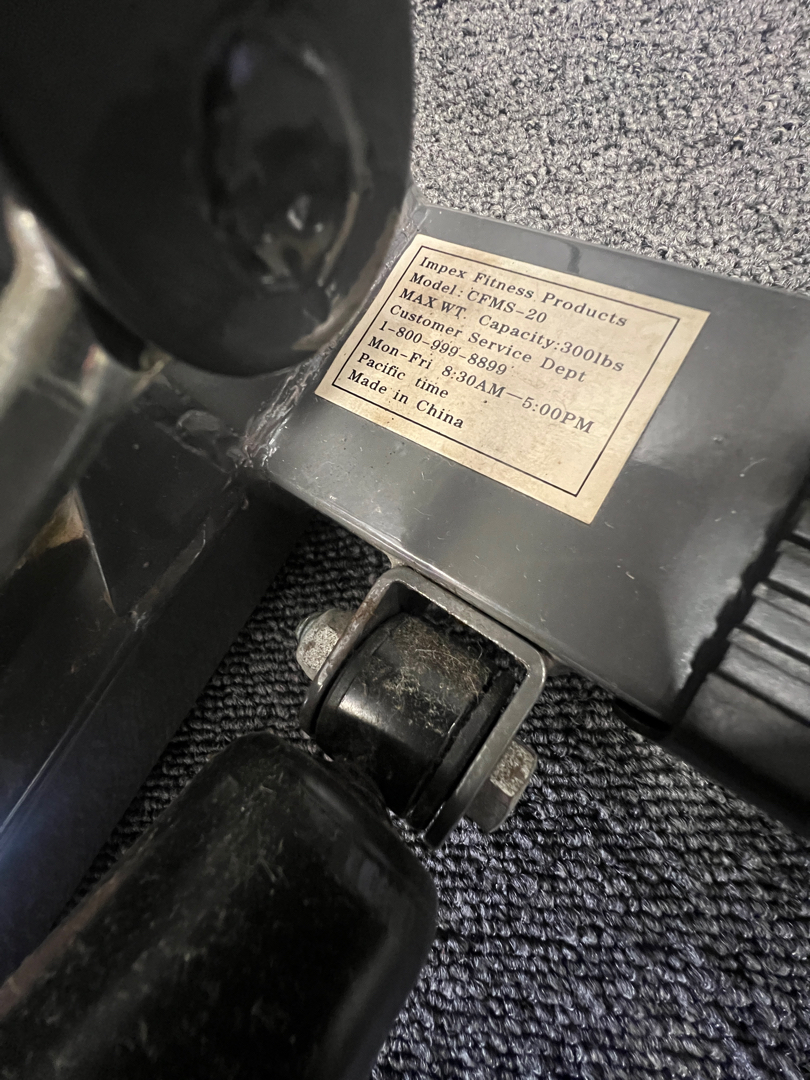 Impex Fitness Products
Model: CFMS-20
MAX WT. Capacity:300lbs
Customer Service Dept
1-800-999-8899
Mon-Fri 8:30AM—5:00PM
Pacific time
Made in China